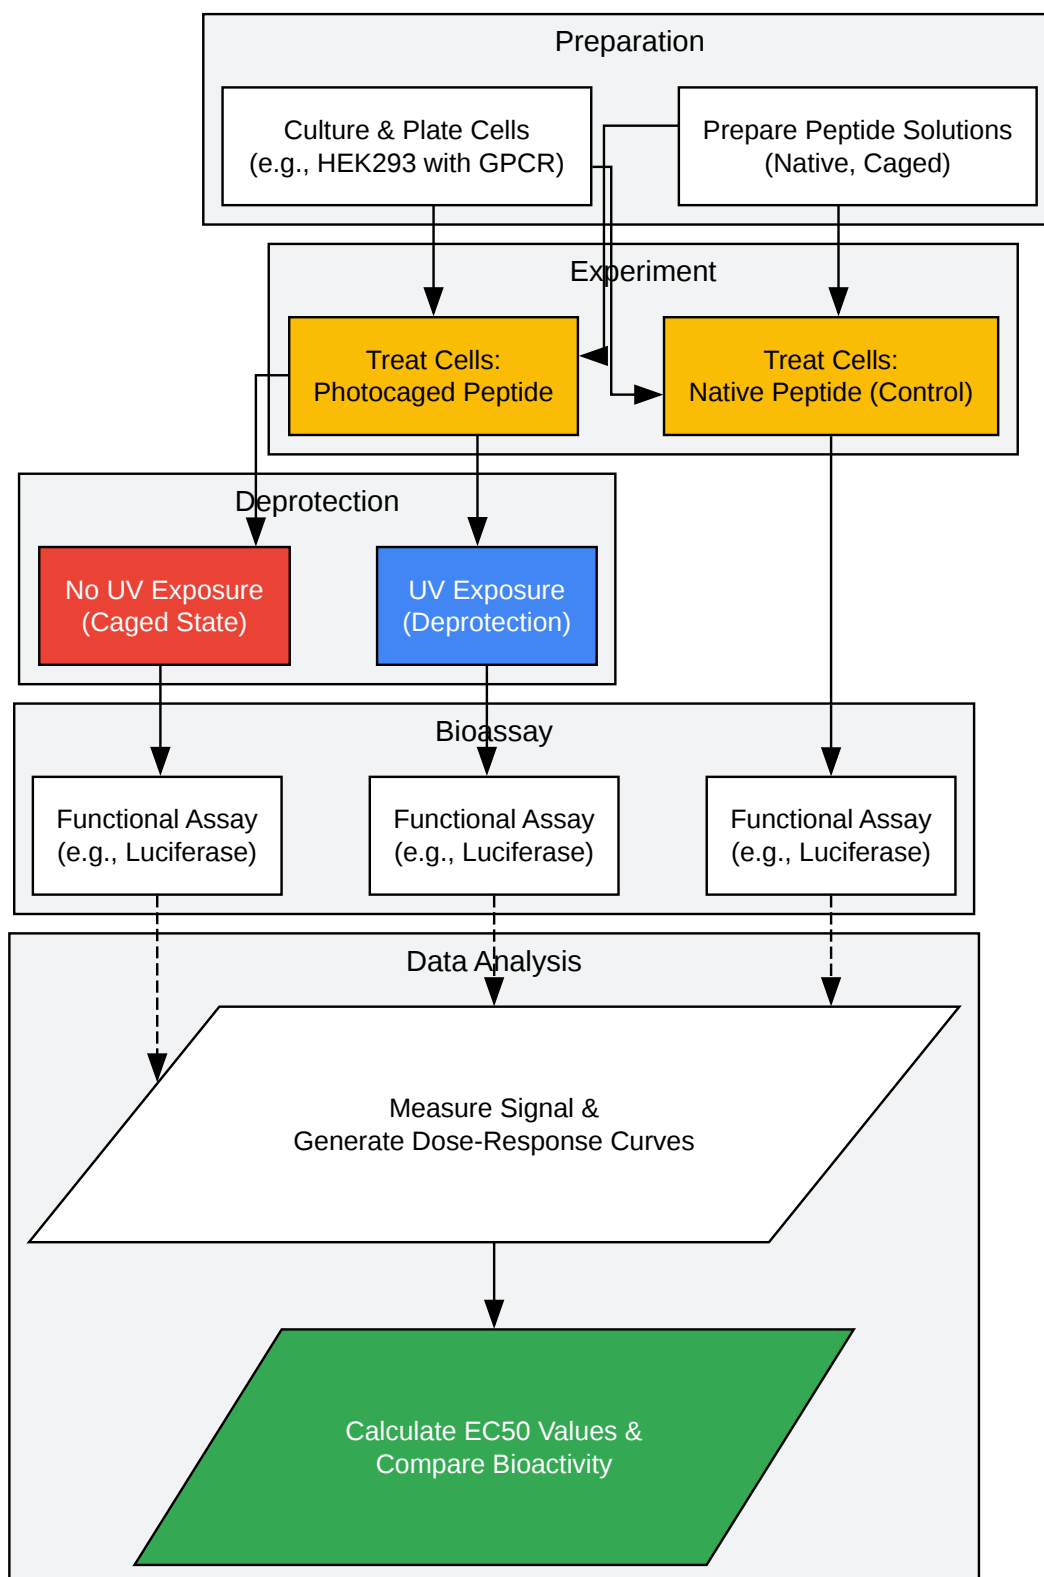 Preparation
Culture & Plate Cells
(e.g., HEK293 with GPCR)
Prepare Peptide Solutions
(Native, Caged)
Experiment
Treat Cells:
Photocaged Peptide
Treat Cells:
Native Peptide (Control)
Deprotection
No UV Exposure
(Caged State)
UV Exposure
(Deprotection)
Bioassay
Functional Assay
(e.g., Luciferase)
Functional Assay
(e.g., Luciferase)
Functional Assay
(e.g., Luciferase)
Data Analysis
Measure Signal &
Generate Dose-Response Curves
Calculate EC50 Values &
Compare Bioactivity